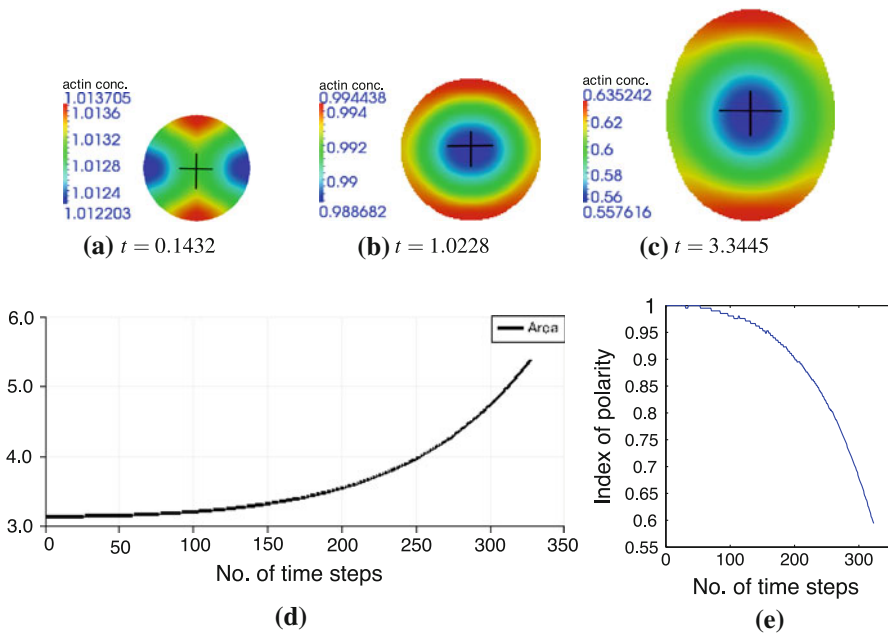 actin conc.
1.013705
1.0136
1.0132
1.0128
1.0124
1.012203
(a) t = 0.1432
actin conc.
0.994438
0.994
0.992
0.99
0.988682
(b) t = 1.0228
actin conc.
0.635242
0.62
0.6
0.58
0.56
0.557616
(c) t = 3.3445
6.0
5.0
4.0
3.0
Area
0 50 100 150 200 250 300 350
No. of time steps
(d)
1
0.95
0.9
0.85
0.8
0.75
0.7
0.65
0.6
0.55
Index of polarity
0 100 200 300
No. of time steps
(e)